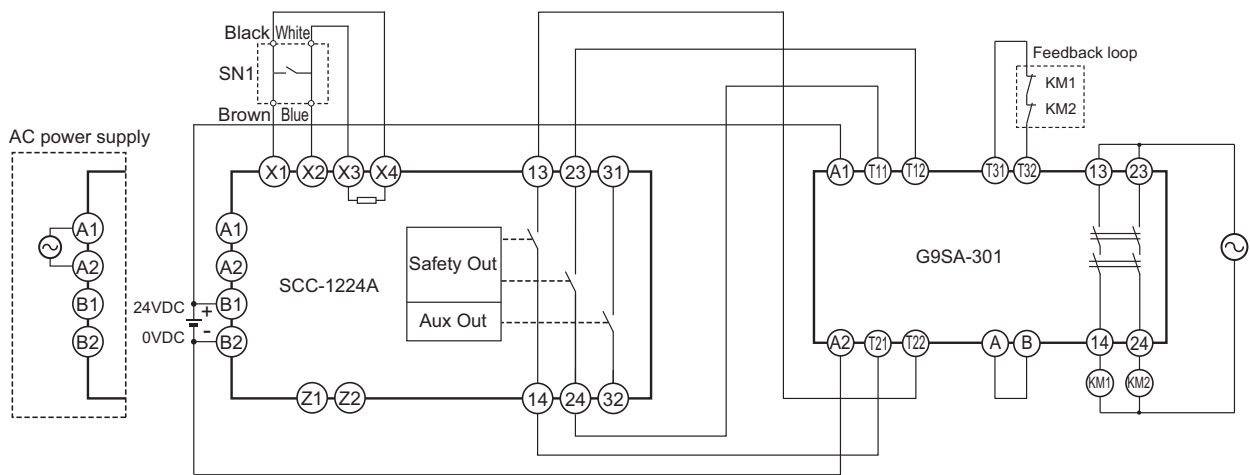 Black White
SN1
Brown Blue
Feedback loop
KM1
KM2
AC power supply
A1
A2
B1
B2
24VDC +
0VDC -
X1 X2 X3 X4 13 23 31
A1
A2
B1
B2
SCC-1224A
Safety Out
Aux Out
Z1 Z2 14 24 32
A1 T11 T12 T31 T32 13 23
G9SA-301
A2 T21 T22 A B 14 24
KM1 KM2